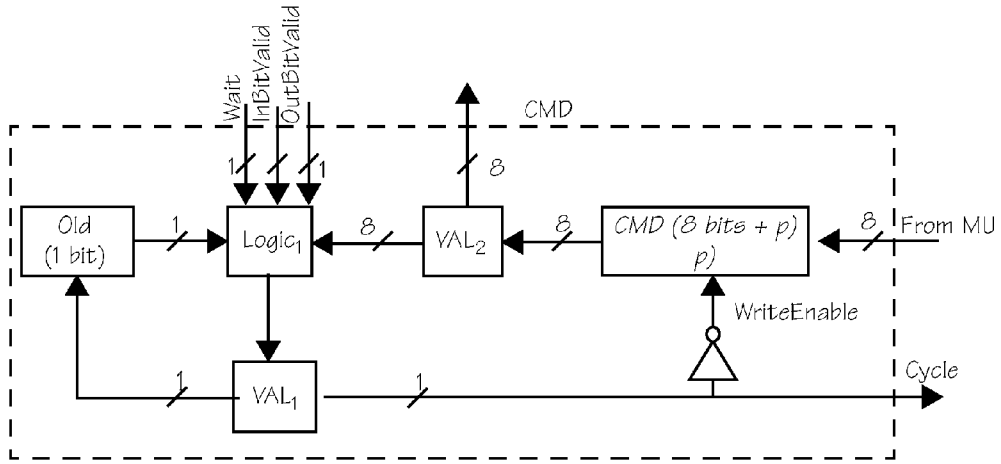 Wait
InBitValid
OutBitValid
CMD
1
1
8
Old
(1 bit)
1
Logic1
8
VAL2
8
CMD (8 bits + p)
p)
8
From MU
WriteEnable
1
VAL1
1
Cycle